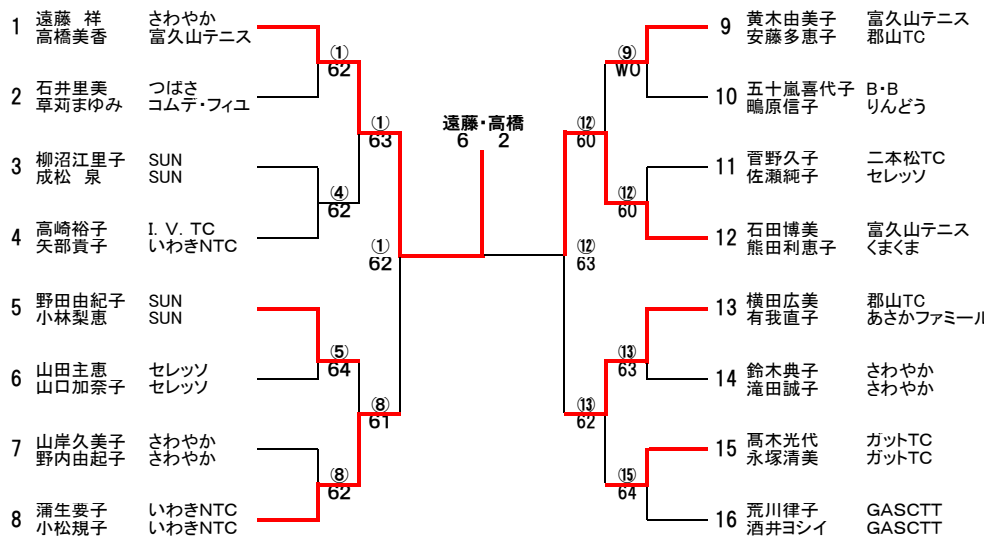 1 遠藤 祥 さわやか
高橋美香 富久山テニス
2 石井里美 つばさ
草苅まゆみ コムデ・フィユ
3 柳沼江里子 SUN
成松 泉 SUN
4 高崎裕子 I. V. TC
矢部貴子 いわきNTC
5 野田由紀子 SUN
小林梨恵 SUN
6 山田主恵 セレッソ
山口加奈子 セレッソ
7 山岸久美子 さわやか
野内由起子 さわやか
8 蒲生要子 いわきNTC
小松規子 いわきNTC
①
62
④
62
⑤
64
⑧
62
①
63
⑧
61
①
62
遠藤・高橋
6 2
⑫
63
⑫
60
⑬
62
⑨
WO
⑫
60
⑬
63
⑮
64
9 黄木由美子 富久山テニス
安藤多恵子 郡山TC
10 五十嵐喜代子 B・B
鴫原信子 りんどう
11 菅野久子 二本松TC
佐瀬純子 セレッソ
12 石田博美 富久山テニス
熊田利恵子 くまくま
13 横田広美 郡山TC
有我直子 あさかファミール
14 鈴木典子 さわやか
滝田誠子 さわやか
15 髙木光代 ガットTC
永塚清美 ガットTC
16 荒川律子 GASCTT
酒井ヨシイ GASCTT